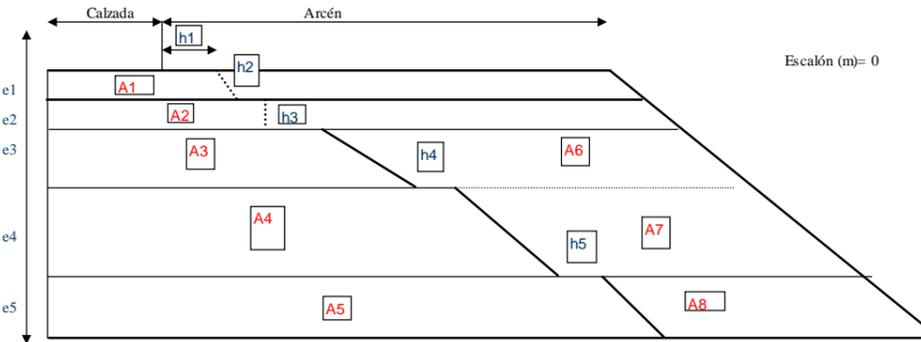 Calzada Arcén
h1
h2
Escalón (m)= 0
e1 A1
e2 A2 h3
e3 A3 h4 A6
e4 A4 h5 A7
e5 A5 A8